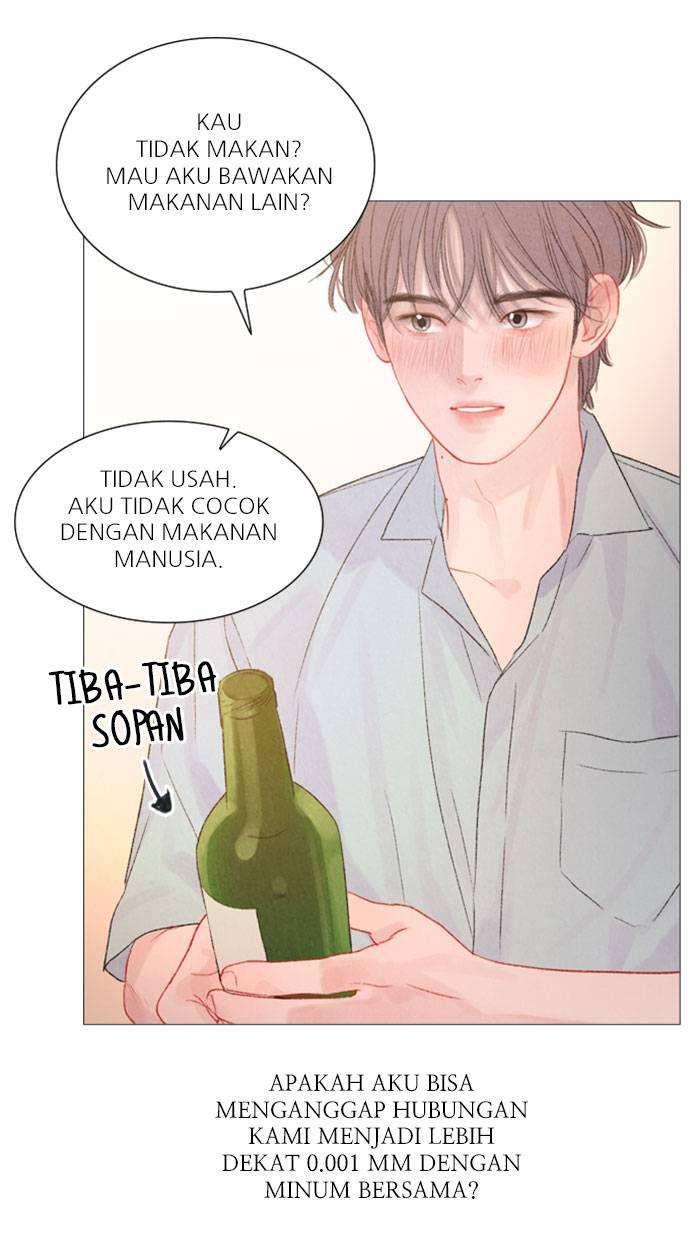 KAU
TIDAK MAKAN?
MAU AKU BAWAKAN
MAKANAN LAIN?
TIDAK USAH.
AKU TIDAK COCOK
DENGAN MAKANAN
MANUSIA.
TIBA-TIBA
SOPAN
APAKAH AKU BISA
MENGANGGAP HUBUNGAN
KAMI MENJADI LEBIH
DEKAT 0.001 MM DENGAN
MINUM BERSAMA?